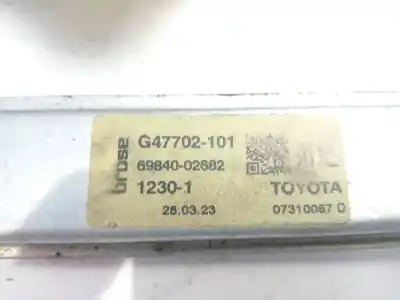 brose
G47702-101
69840-02682
1230-1 TOYOTA
28.03.23 07310067 D